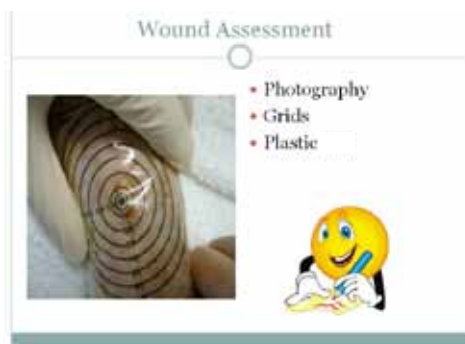 Wound Assessment
• Photography
• Grids
• Plastic